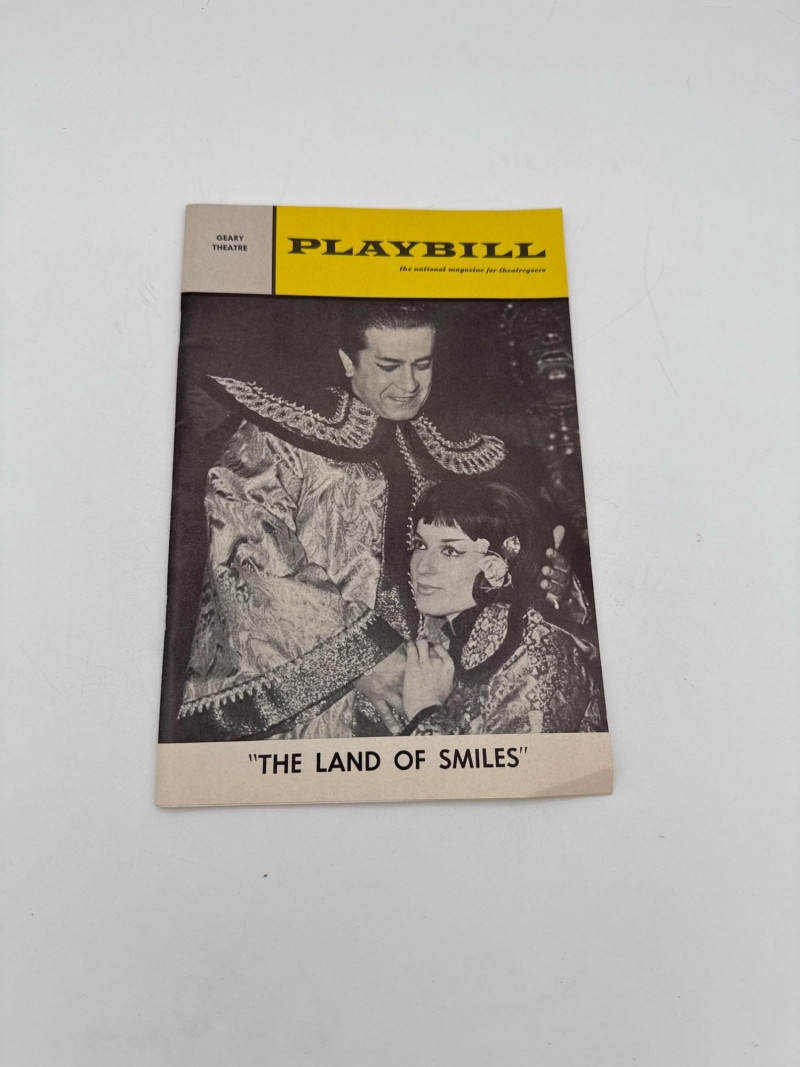 GEARY
THEATRE
PLAYBILL
the national magazine for theatregoers
"THE LAND OF SMILES"